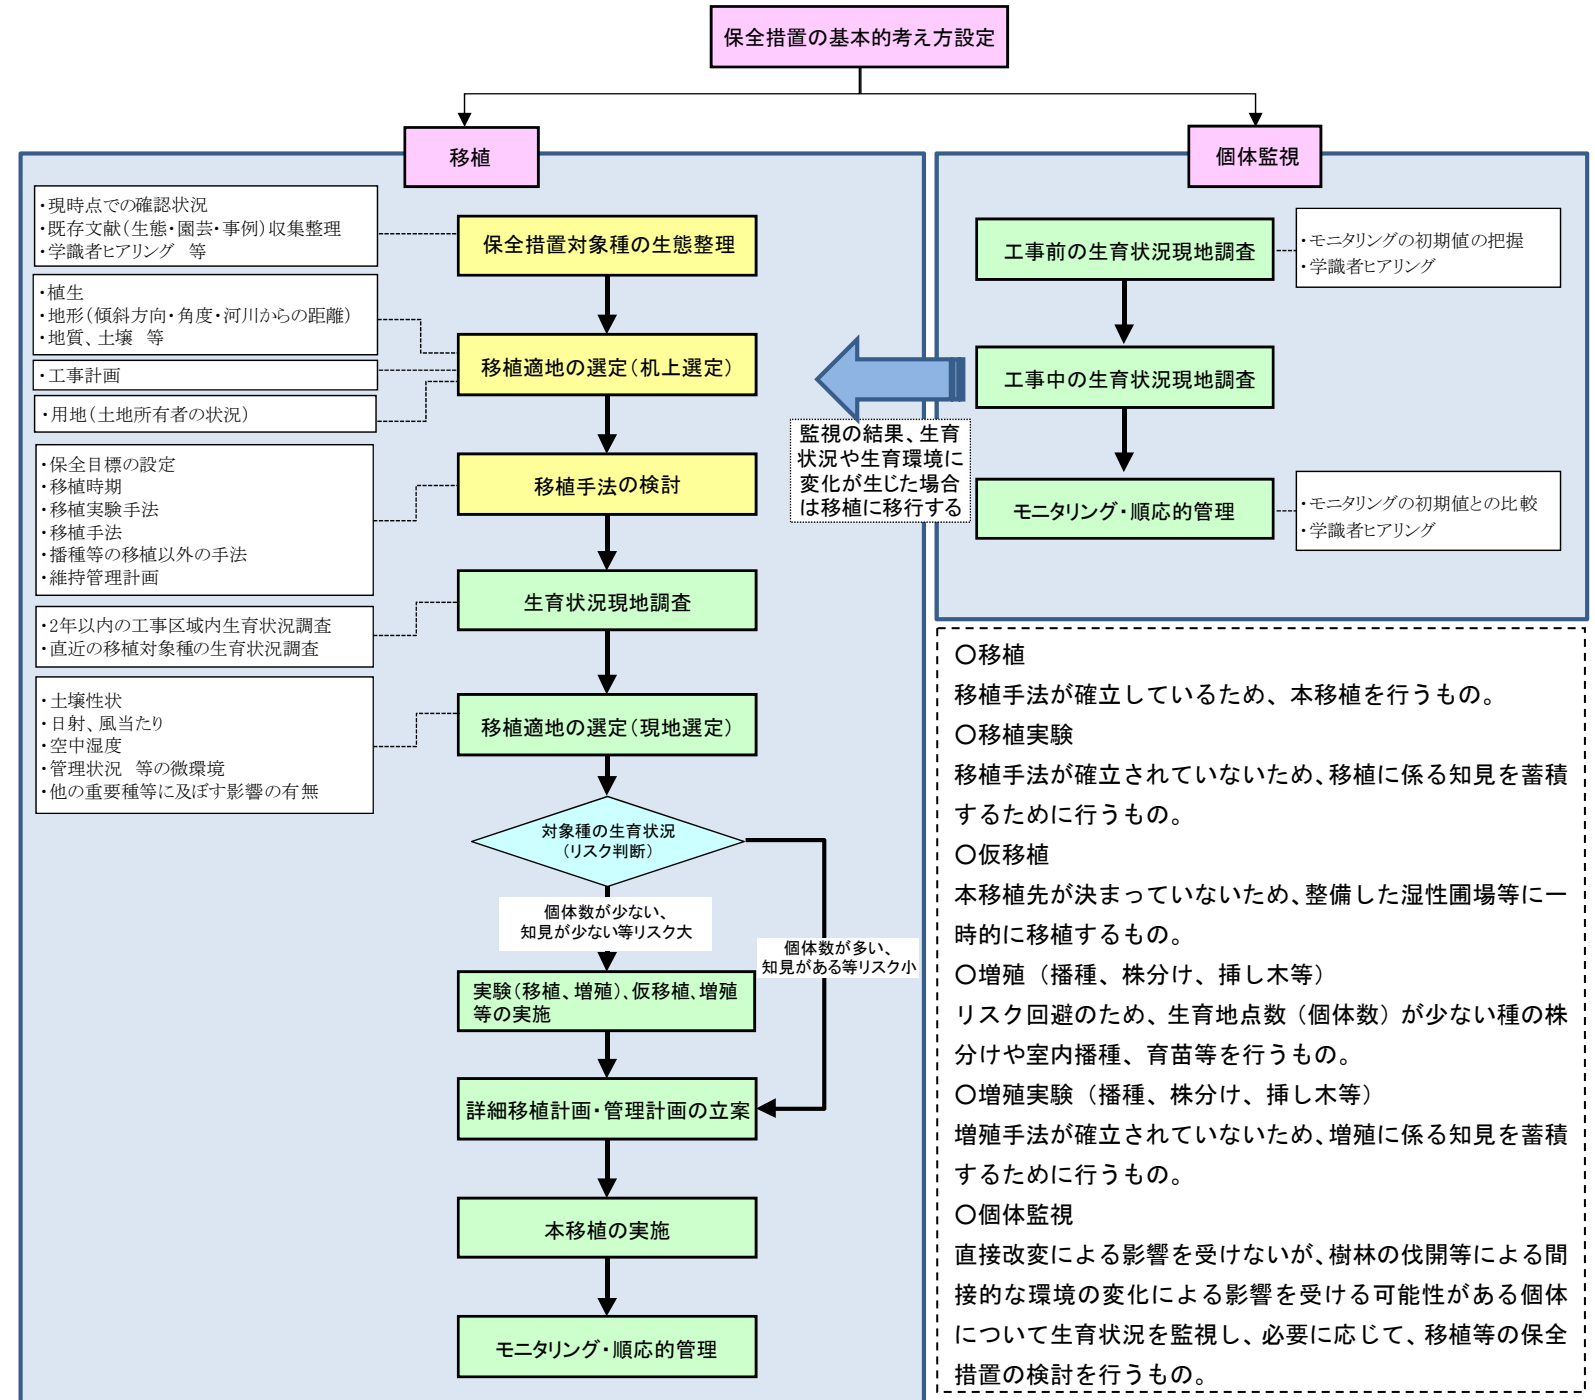 保全措置の基本的考え方設定
移植
・現時点での確認状況
・既存文献(生態・園芸・事例)収集整理
・学識者ヒアリング　等
保全措置対象種の生態整理
・植生
・地形(傾斜方向・角度・河川からの距離)
・地質、土壌　等
・工事計画
・用地(土地所有者の状況)
移植適地の選定(机上選定)
・保全目標の設定
・移植時期
・移植実験手法
・移植手法
・播種等の移植以外の手法
・維持管理計画
移植手法の検討
・2年以内の工事区域内生育状況調査
・直近の移植対象種の生育状況調査
生育状況現地調査
・土壌性状
・日射、風当たり
・空中湿度
・管理状況　等の微環境
・他の重要種等に及ぼす影響の有無
移植適地の選定(現地選定)
対象種の生育状況
(リスク判断)
個体数が少ない、
知見が少ない等リスク大
個体数が多い、
知見がある等リスク小
実験(移植、増殖)、仮移植、増殖
等の実施
詳細移植計画・管理計画の立案
本移植の実施
モニタリング・順応的管理
個体監視
工事前の生育状況現地調査
・モニタリングの初期値の把握
・学識者ヒアリング
工事中の生育状況現地調査
監視の結果、生育
状況や生育環境に
変化が生じた場合
は移植に移行する
モニタリング・順応的管理
・モニタリングの初期値との比較
・学識者ヒアリング
〇移植
移植手法が確立しているため、本移植を行うもの。
〇移植実験
移植手法が確立されていないため、移植に係る知見を蓄積
するために行うもの。
〇仮移植
本移植先が決まっていないため、整備した湿性圃場等に一
時的に移植するもの。
〇増殖（播種、株分け、挿し木等）
リスク回避のため、生育地点数（個体数）が少ない種の株
分けや室内播種、育苗等を行うもの。
〇増殖実験（播種、株分け、挿し木等）
増殖手法が確立されていないため、増殖に係る知見を蓄積
するために行うもの。
〇個体監視
直接改変による影響を受けないが、樹林の伐開等による間
接的な環境の変化による影響を受ける可能性がある個体
について生育状況を監視し、必要に応じて、移植等の保全
措置の検討を行うもの。